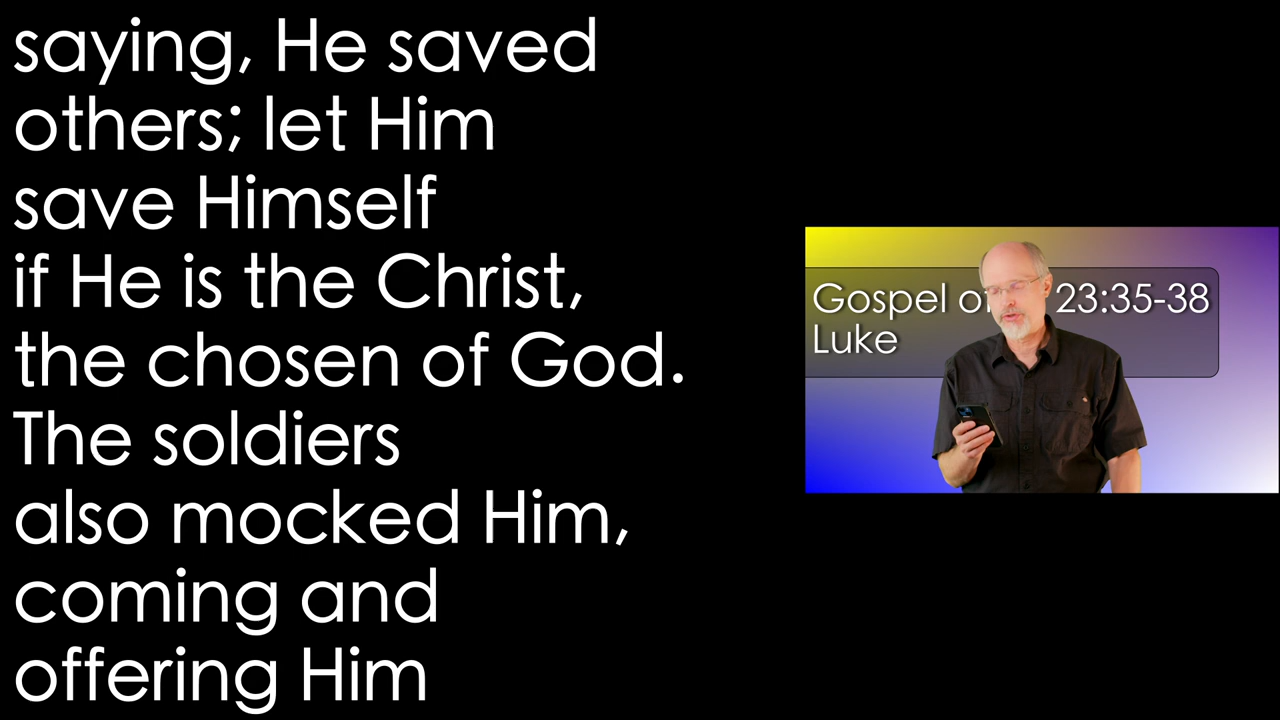 saying, He saved
others; let Him
save Himself
if He is the Christ,
the chosen of God.
The soldiers
also mocked Him,
coming and
offering Him
Gospel of 23:35-38
Luke